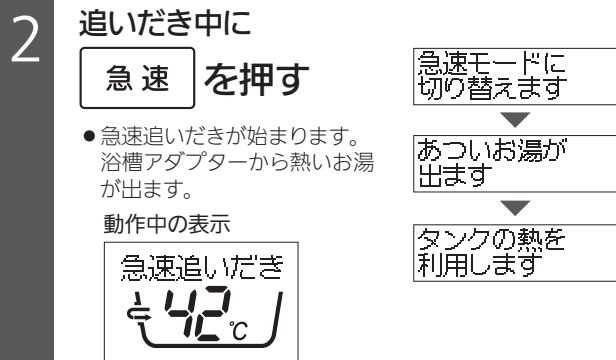 2
追いだき中に
急速 を押す
●急速追いだきが始まります。
浴槽アダプターから熱いお湯
が出ます。
動作中の表示
急速追いだき
42℃
急速モードに
切り替えます
▼
あついお湯が
出ます
▼
タンクの熱を
利用します